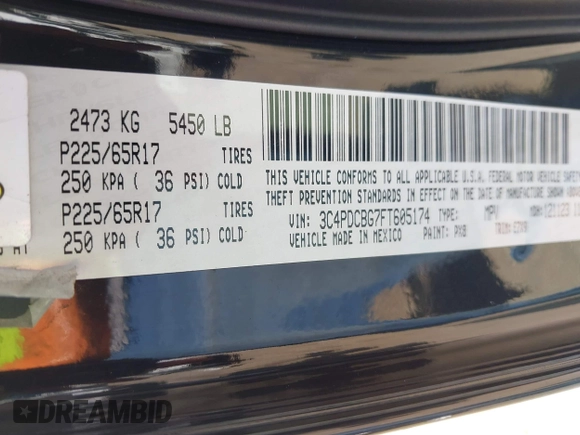 2473 KG 5450 LB
P225/65R17 TIRES
250 KPA ( 36 PSI) COLD
P225/65R17 TIRES
250 KPA ( 36 PSI) COLD
THIS VEHICLE CONFORMS TO ALL APPLICABLE U.S.A. FEDERAL MOTOR VEHICLE SAFETY
THEFT PREVENTION STANDARDS IN EFFECT ON THE DATE OF MANUFACTURE SHOWN
VIN: 3C4PDCBG7FT605174 TYPE: MPV
VEHICLE MADE IN MEXICO PAINT: PXB
DREAMBID